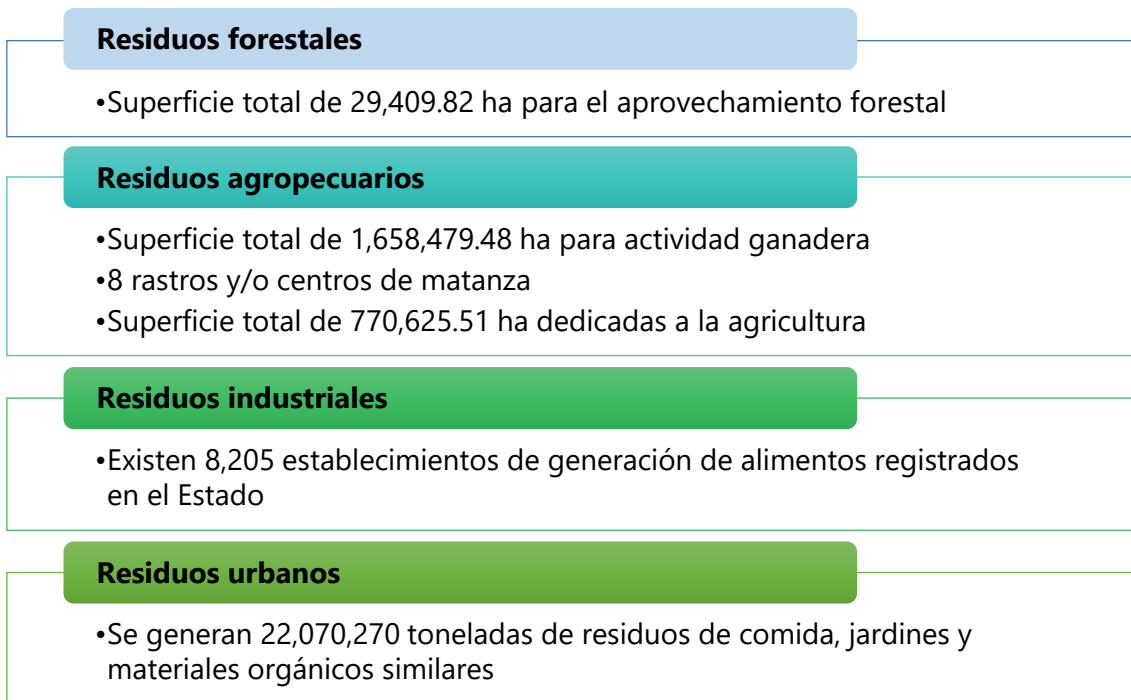 Residuos forestales
•Superficie total de 29,409.82 ha para el aprovechamiento forestal
Residuos agropecuarios
•Superficie total de 1,658,479.48 ha para actividad ganadera
•8 rastros y/o centros de matanza
•Superficie total de 770,625.51 ha dedicadas a la agricultura
Residuos industriales
•Existen 8,205 establecimientos de generación de alimentos registrados
en el Estado
Residuos urbanos
•Se generan 22,070,270 toneladas de residuos de comida, jardines y
materiales orgánicos similares